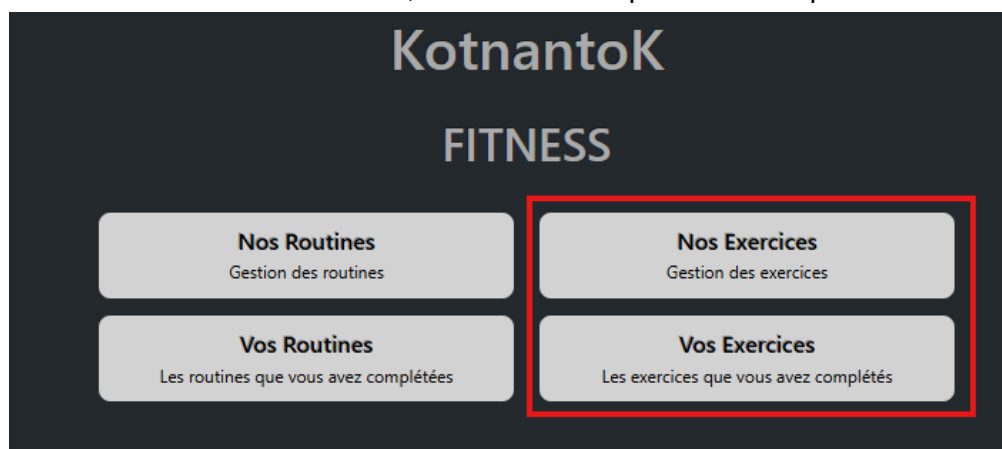 KotnantoK
FITNESS
Nos Routines
Gestion des routines
Nos Exercices
Gestion des exercices
Vos Routines
Les routines que vous avez complétées
Vos Exercices
Les exercices que vous avez complétés